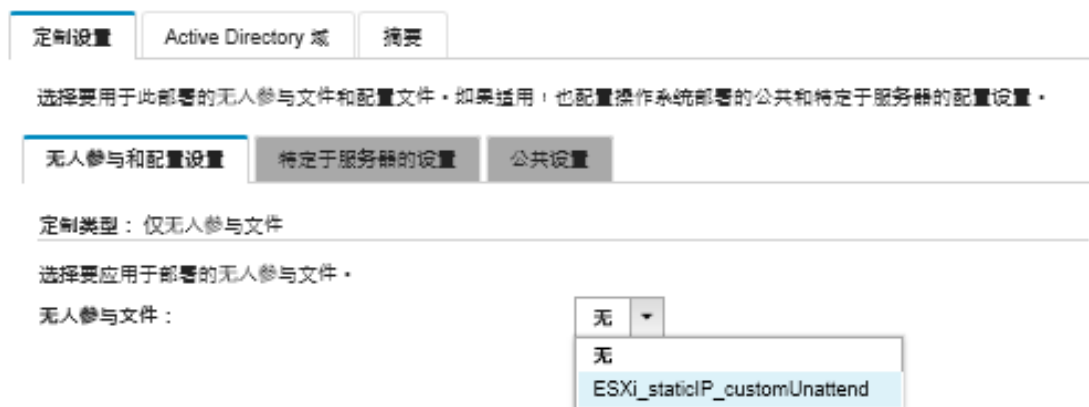 定制设置 Active Directory 域 摘要
选择要用于此部署的无人参与文件和配置文件。如果适用，也配置操作系统部署的公共和特定于服务器的配置设置。
无人参与和配置设置 特定于服务器的设置 公共设置
定制类型：仅无人参与文件
选择要应用于部署的无人参与文件。
无人参与文件： 无
无
ESXi_staticIP_customUnattend